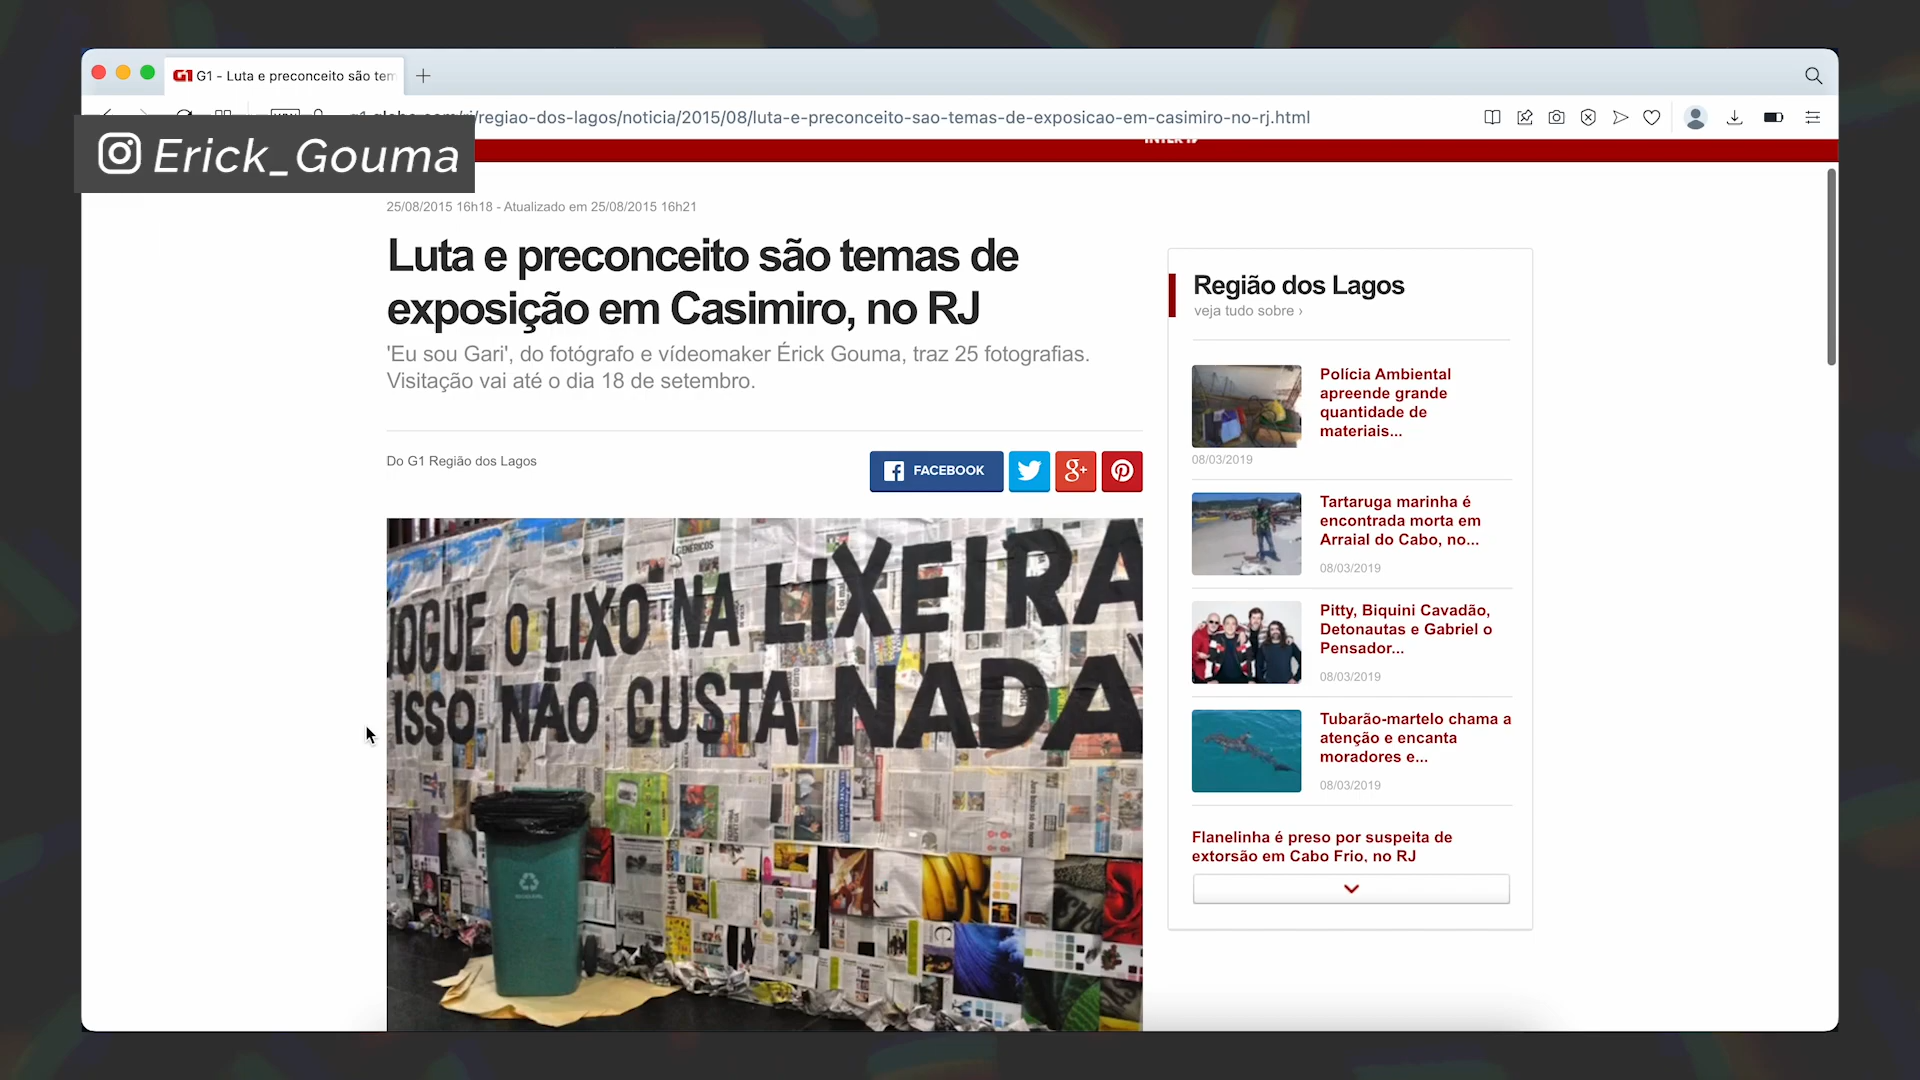 G1 G1 - Luta e preconceito são tem
/regiao-dos-lagos/noticia/2015/08/luta-e-preconceito-sao-temas-de-exposicao-em-casimiro-no-rj.html
Erick_Gouma
INTER TV
25/08/2015 16h18 - Atualizado em 25/08/2015 16h21
Luta e preconceito são temas de
exposição em Casimiro, no RJ
'Eu sou Gari', do fotógrafo e vídeomaker Érick Gouma, traz 25 fotografias.
Visitação vai até o dia 18 de setembro.
Do G1 Região dos Lagos
FACEBOOK
g+
JOGUE O LIXO NA LIXEIRA
ISSO NÃO CUSTA NADA
GENÉRICOS
Região dos Lagos
veja tudo sobre ›
Polícia Ambiental
apreende grande
quantidade de
materiais...
08/03/2019
Tartaruga marinha é
encontrada morta em
Arraial do Cabo, no...
08/03/2019
Pitty, Biquini Cavadão,
Detonautas e Gabriel o
Pensador...
08/03/2019
Tubarão-martelo chama a
atenção e encanta
moradores e...
08/03/2019
Flanelinha é preso por suspeita de
extorsão em Cabo Frio, no RJ